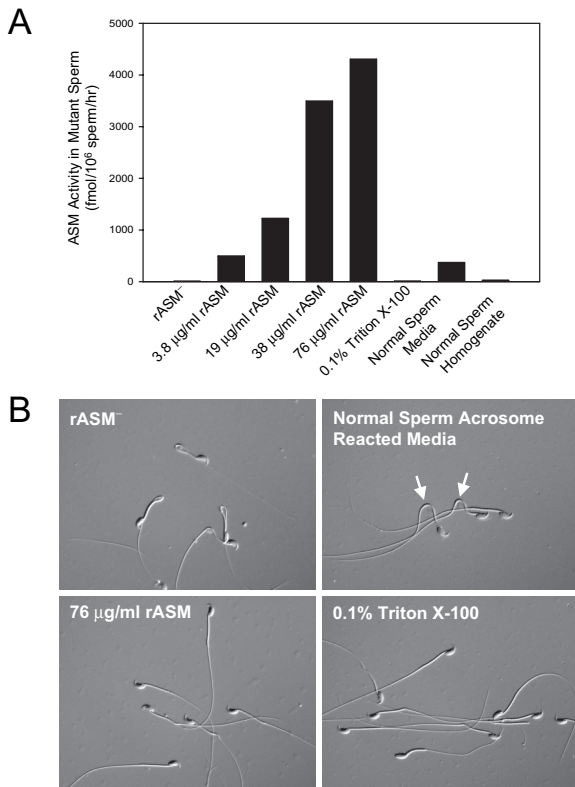 A
ASM Activity in Mutant Sperm
(fmol/10⁶ sperm/hr)
5000
4000
3000
2000
1000
0
rASM⁻
3.8 μg/ml rASM
19 μg/ml rASM
38 μg/ml rASM
76 μg/ml rASM
0.1% Trition X-100
Normal Sperm
Media
Normal Sperm
Homogenate
B
rASM⁻
Normal Sperm Acrosome
Reacted Media
76 μg/ml rASM
0.1% Triton X-100